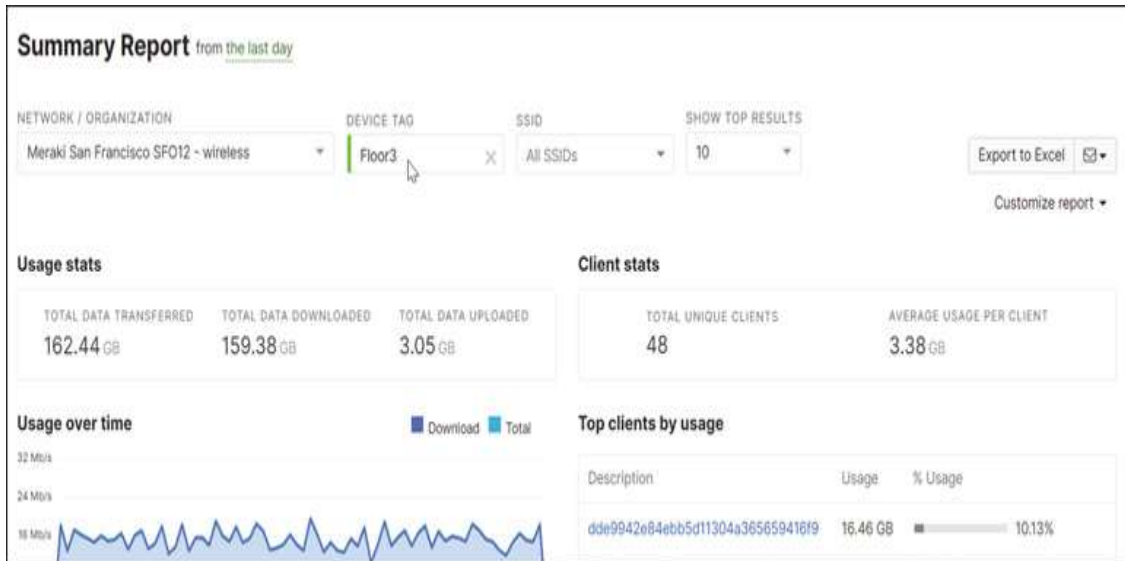 Summary Report from the last day
NETWORK / ORGANIZATION
DEVICE TAG
SSID
SHOW TOP RESULTS
Meraki San Francisco SFO12 - wireless
Floor3
All SSIDs
10
Export to Excel
Customize report
Usage stats
Client stats
TOTAL DATA TRANSFERRED
TOTAL DATA DOWNLOADED
TOTAL DATA UPLOADED
TOTAL UNIQUE CLIENTS
AVERAGE USAGE PER CLIENT
162.44 GB
159.38 GB
3.05 GB
48
3.38 GB
Usage over time
Download
Total
Top clients by usage
32 Mb/s
24 Mb/s
16 Mb/s
Description
Usage
% Usage
dde9942e84ebb5d11304a365659416f9
16.46 GB
10.13%